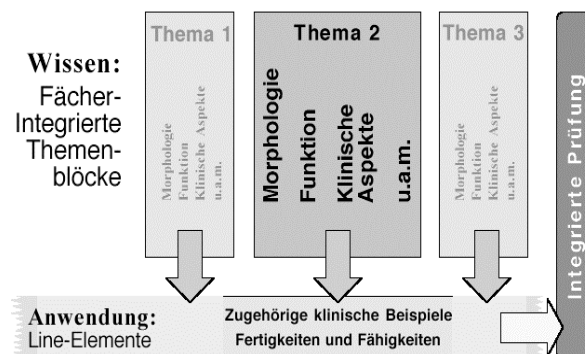 Wissen:
Fächer-
Integrierte
Themen-
blöcke
Thema 1
Morphologie
Funktion
Klinische Aspekte
u.a.m.
Thema 2
Morphologie
Funktion
Klinische
Aspekte
u.a.m.
Thema 3
Morphologie
Funktion
Klinische Aspekte
u.a.m.
Integrierte Prüfung
Anwendung:
Line-Elemente
Zugehörige klinische Beispiele
Fertigkeiten und Fähigkeiten